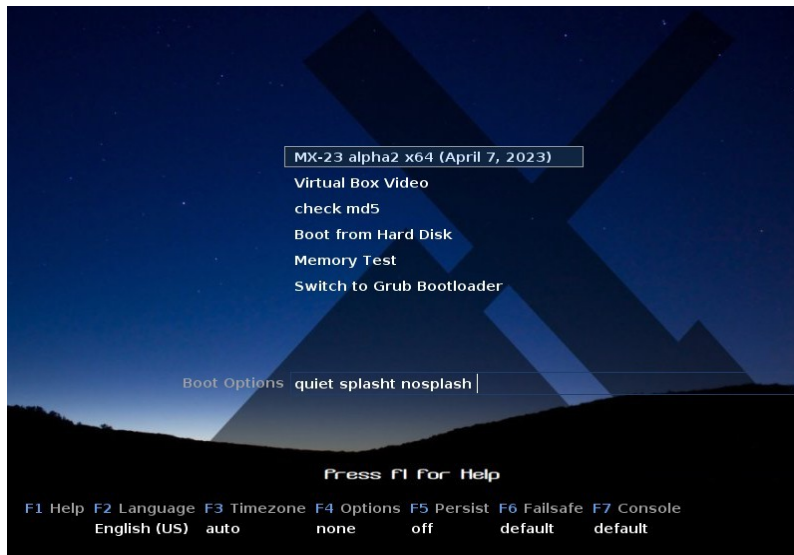 MX-23 alpha2 x64 (April 7, 2023)
Virtual Box Video
check md5
Boot from Hard Disk
Memory Test
Switch to Grub Bootloader
Boot Options quiet splasht nosplash
Press F1 for Help
F1 Help F2 Language F3 Timezone F4 Options F5 Persist F6 Failsafe F7 Console
English (US) auto none off default default